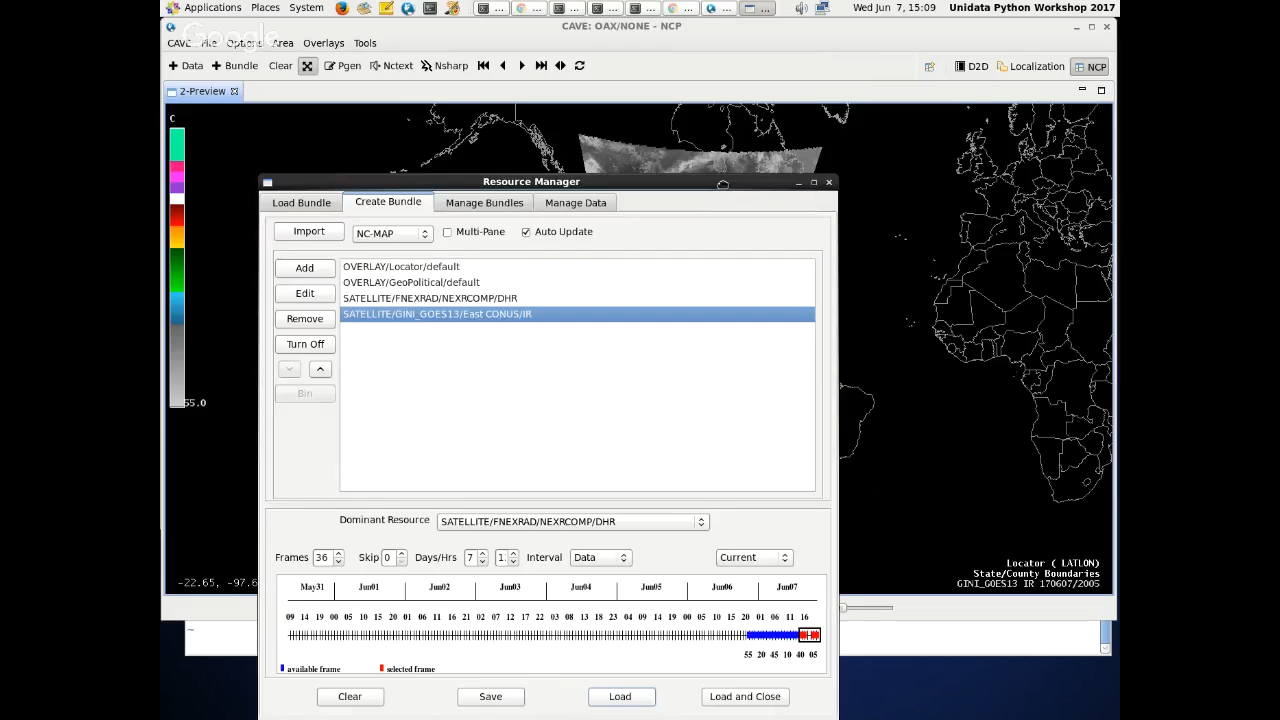 Applications Places System Wed Jun 7, 15:09 Unidata Python Workshop 2017
CAVE: OAX/NONE - NCP
CAVE File Options Area Overlays Tools
Google
Data Bundle Clear Pgen Nctext Nsharp D2D Localization NCP
2-Preview
C
55.0
Resource Manager
Load Bundle Create Bundle Manage Bundles Manage Data
Import NC-MAP Multi-Pane Auto Update
Add OVERLAY/Locator/default
OVERLAY/GeoPolitical/default
Edit SATELLITE/FNEXRAD/NEXRCOMP/DHR
Remove SATELLITE/GINI_GOES13/East CONUS/IR
Turn Off
Bin
Dominant Resource SATELLITE/FNEXRAD/NEXRCOMP/DHR
Frames 36 Skip 0 Days/Hrs 7 1 Interval Data Current
May31 Jun01 Jun02 Jun03 Jun04 Jun05 Jun06 Jun07
09 14 19 00 05 10 15 20 01 06 11 16 21 02 07 12 17 22 03 08 13 18 23 04 09 14 19 00 05 10 15 20 01 06 11 16
55 20 45 10 40 05
available frame selected frame
Clear Save Load Load and Close
-22.65, -97.6
Locator ( LATLON)
State/County Boundaries
GINI_GOES13 IR 170607/2005
~